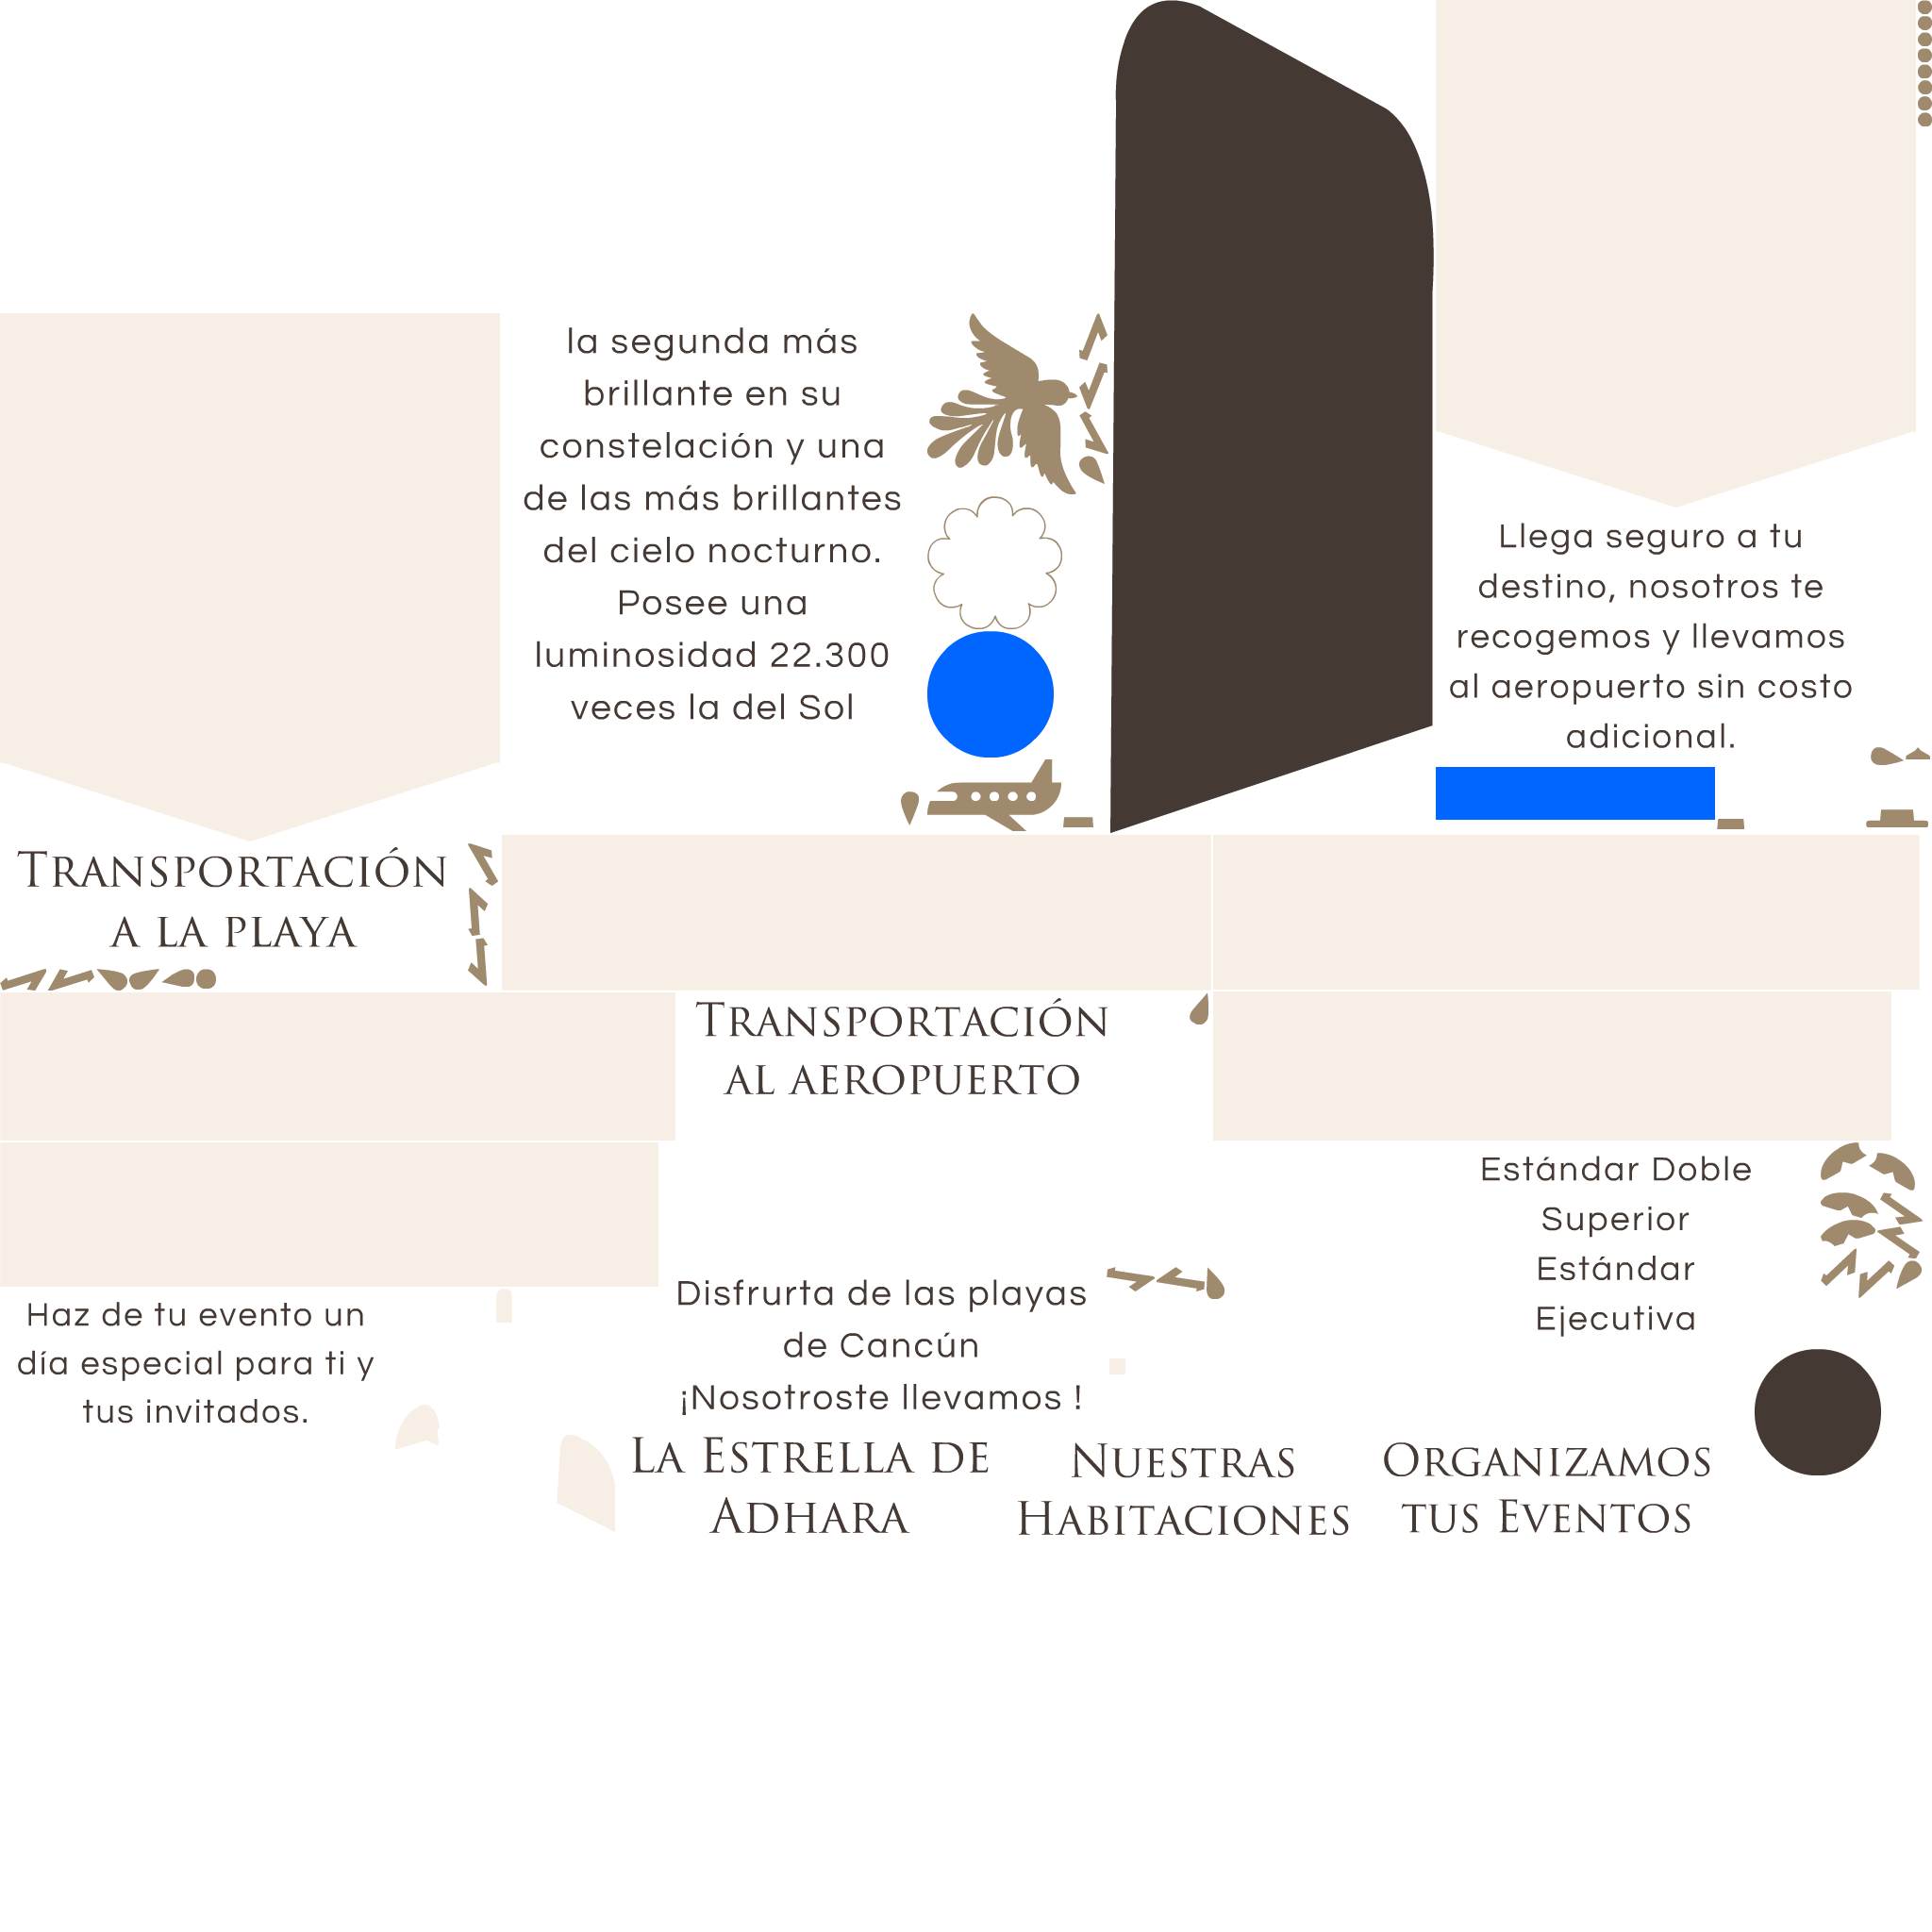 la segunda más
brillante en su
constelación y una
de las más brillantes
del cielo nocturno.
Posee una
luminosidad 22.300
veces la del Sol
Llega seguro a tu
destino, nosotros te
recogemos y llevamos
al aeropuerto sin costo
adicional.
Transportación
a la playa
Transportación
al aeropuerto
Estándar Doble
Superior
Estándar
Ejecutiva
Haz de tu evento un
día especial para ti y
tus invitados.
Disfrurta de las playas
de Cancún
¡Nosotroste llevamos !
La Estrella de
Adhara
Nuestras
Habitaciones
Organizamos
tus Eventos